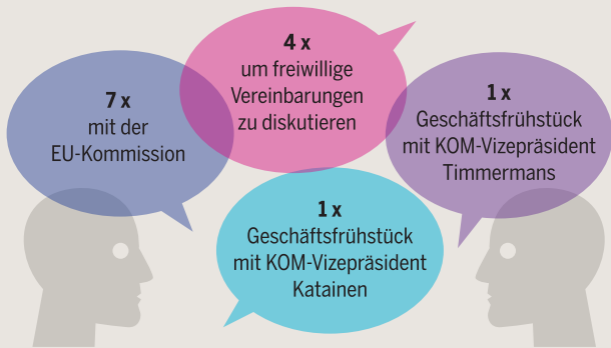 7 x
mit der
EU-Kommission
4 x
um freiwillige
Vereinbarungen
zu diskutieren
1 x
Geschäftsfrühstück
mit KOM-Vizepräsident
Timmermans
1 x
Geschäftsfrühstück
mit KOM-Vizepräsident
Katainen